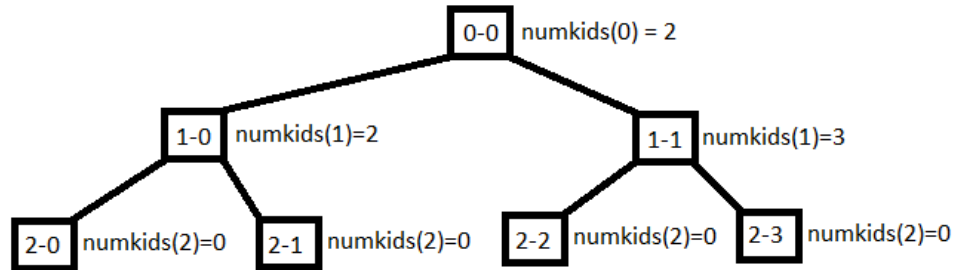 0-0 numkids(0) = 2
1-0 numkids(1)=2 1-1 numkids(1)=3
2-0 numkids(2)=0 2-1 numkids(2)=0 2-2 numkids(2)=0 2-3 numkids(2)=0